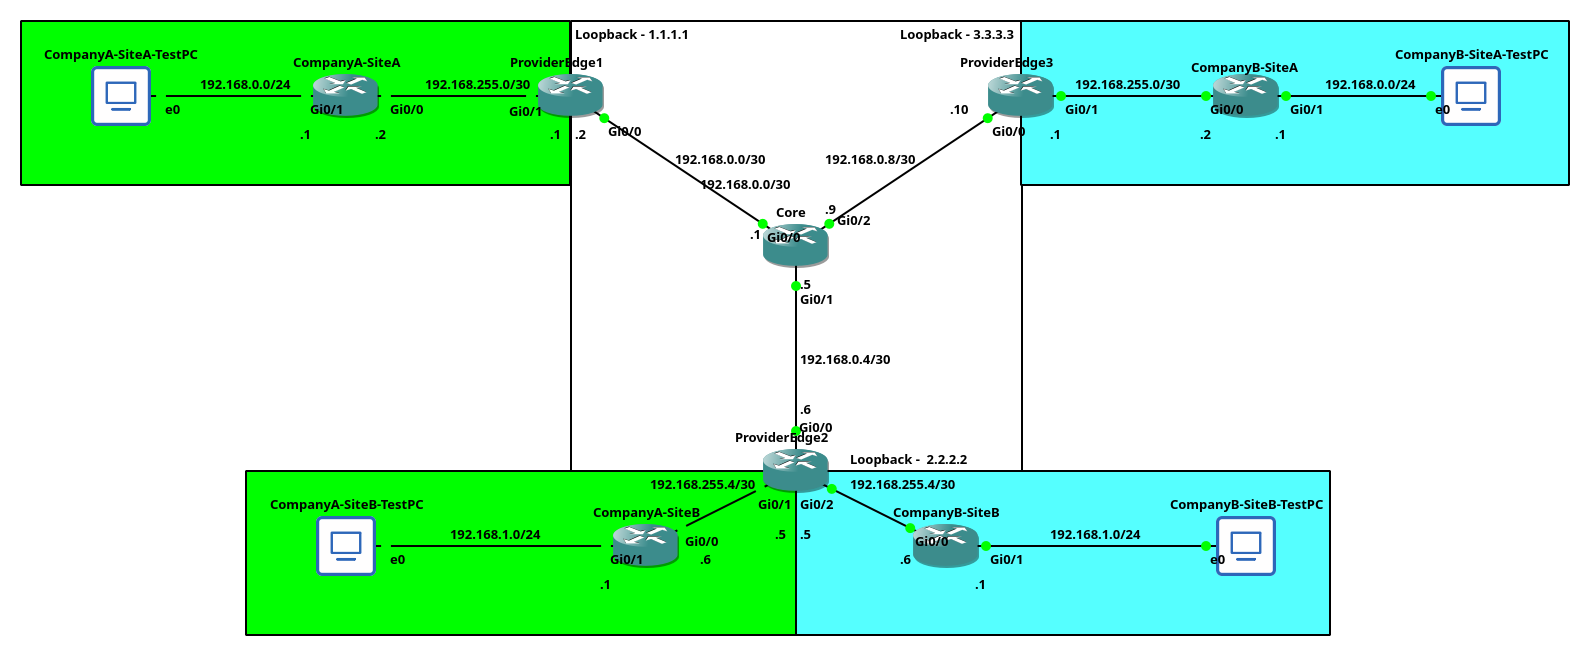 Loopback - 1.1.1.1
Loopback - 3.3.3.3
CompanyA-SiteA-TestPC
CompanyA-SiteA
ProviderEdge1
ProviderEdge3
CompanyB-SiteA
CompanyB-SiteA-TestPC
192.168.0.0/24
192.168.255.0/30
192.168.255.0/30
192.168.0.0/24
e0
Gi0/1
Gi0/0
Gi0/1
.10
Gi0/1
Gi0/0
Gi0/1
e0
.1
.2
.1
.2
Gi0/0
Gi0/0
.1
.2
.1
192.168.0.0/30
192.168.0.8/30
192.168.0.0/30
Core
.9
Gi0/2
.1
Gi0/0
.5
Gi0/1
192.168.0.4/30
.6
Gi0/0
ProviderEdge2
Loopback -  2.2.2.2
192.168.255.4/30
192.168.255.4/30
CompanyA-SiteB-TestPC
CompanyA-SiteB
Gi0/1
Gi0/2
CompanyB-SiteB
CompanyB-SiteB-TestPC
192.168.1.0/24
Gi0/0
.5
.5
Gi0/0
192.168.1.0/24
e0
Gi0/1
.6
.6
Gi0/1
e0
.1
.1